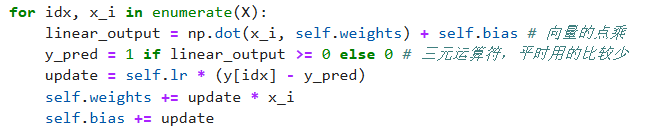 for idx, x_i in enumerate(X):
    linear_output = np.dot(x_i, self.weights) + self.bias # 向量的点乘
    y_pred = 1 if linear_output >= 0 else 0 # 三元运算符，平时用的比较少
    update = self.lr * (y[idx] - y_pred)
    self.weights += update * x_i
    self.bias += update